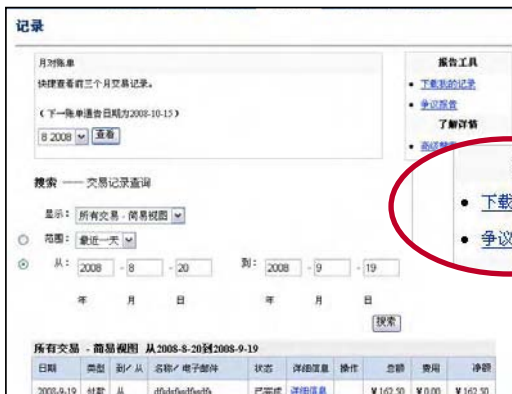 记录
月对账单
快捷查看前三个月交易记录。
(下一账单通告日期为2008-10-15)
8 2008 查看
报告工具
下载我的记录
争议报告
了解详情
下载
争议
搜索 —— 交易记录查询
显示: 所有交易 - 简易视图
范围: 最近一天
从: 2008 - 8 - 20 到: 2008 - 9 - 19
年 月 日 年 月 日
搜索
所有交易 - 简易视图 从2008-8-20到2008-9-19
日期 类型 到/从 名称/电子邮件 状态 详细信息 操作 总额 费用 净额
2008-9-19 付款 从 已完成 详细信息 ¥162.50 ¥0.00 ¥162.50